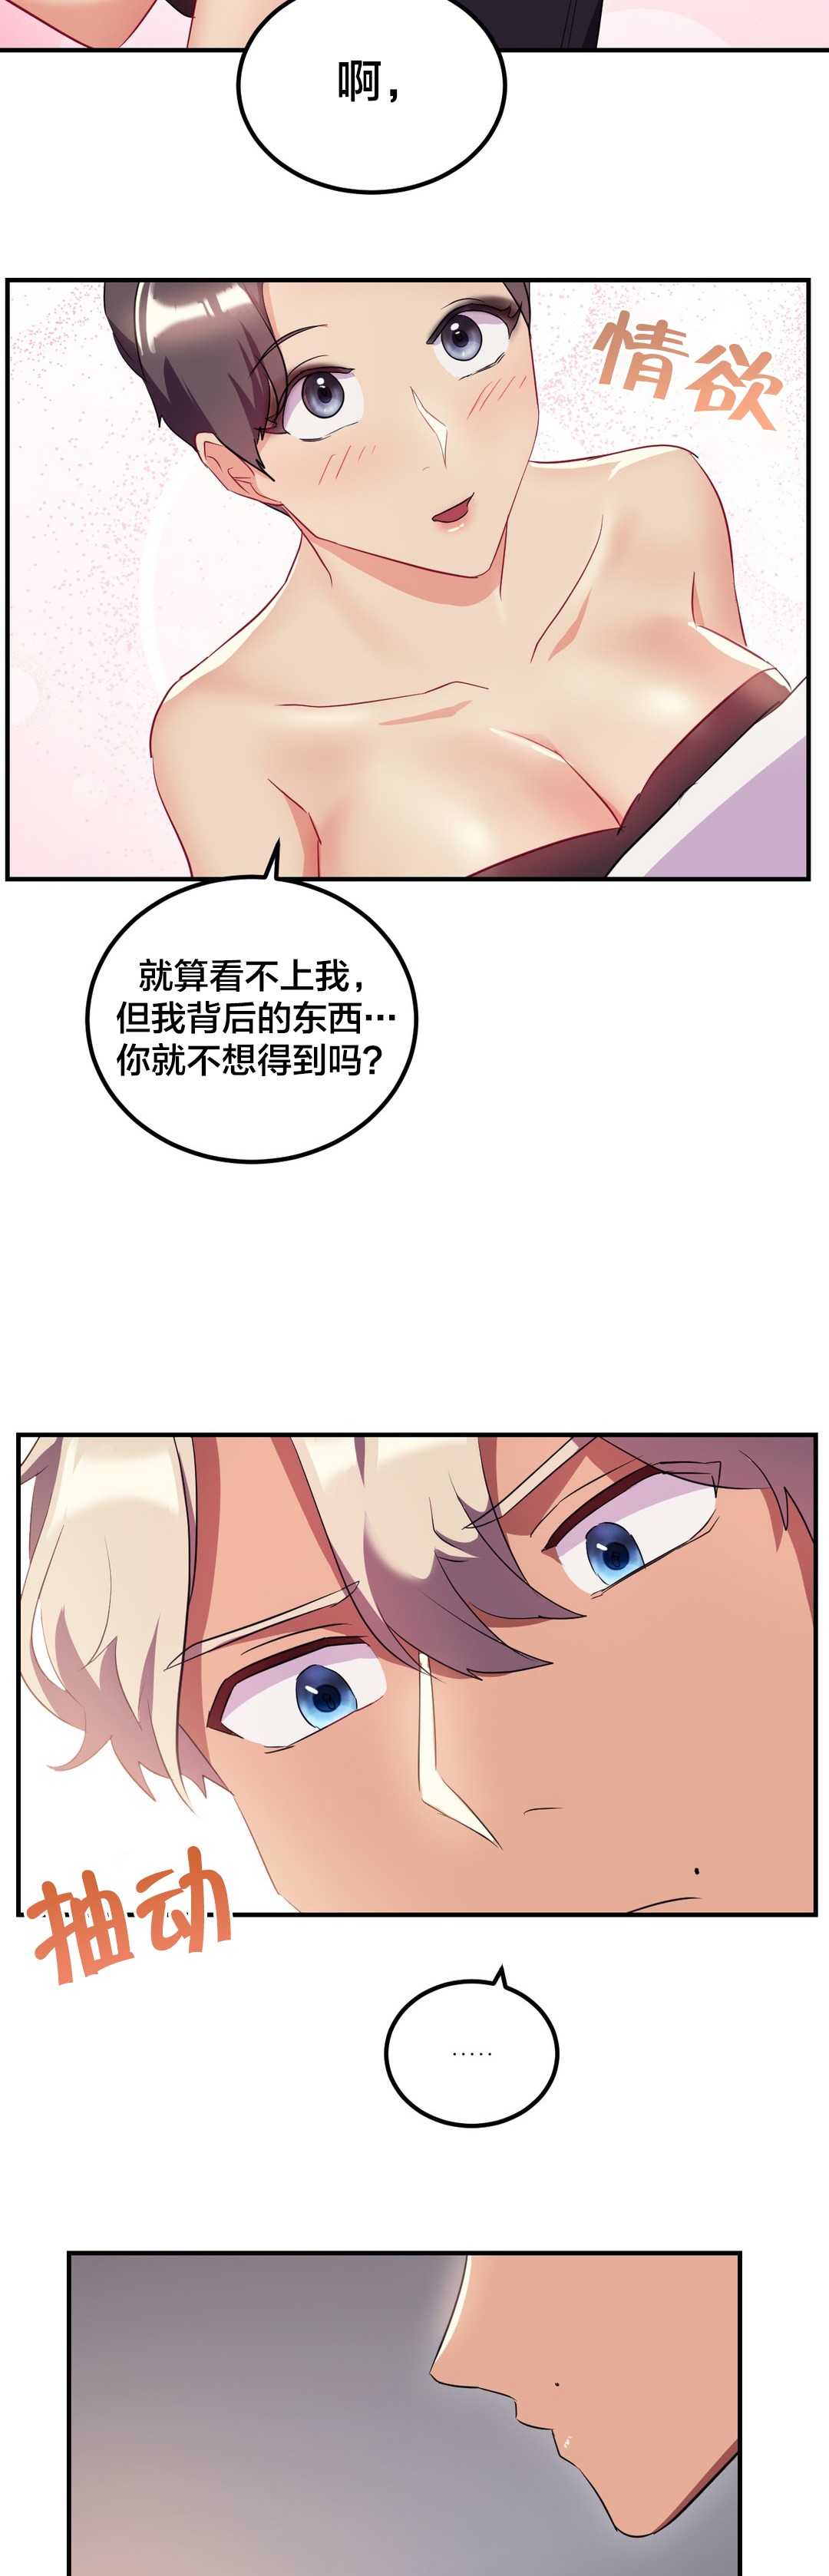 啊，
情欲
就算看不上我，
但我背后的东西…
你就不想得到吗？
抽动
.....